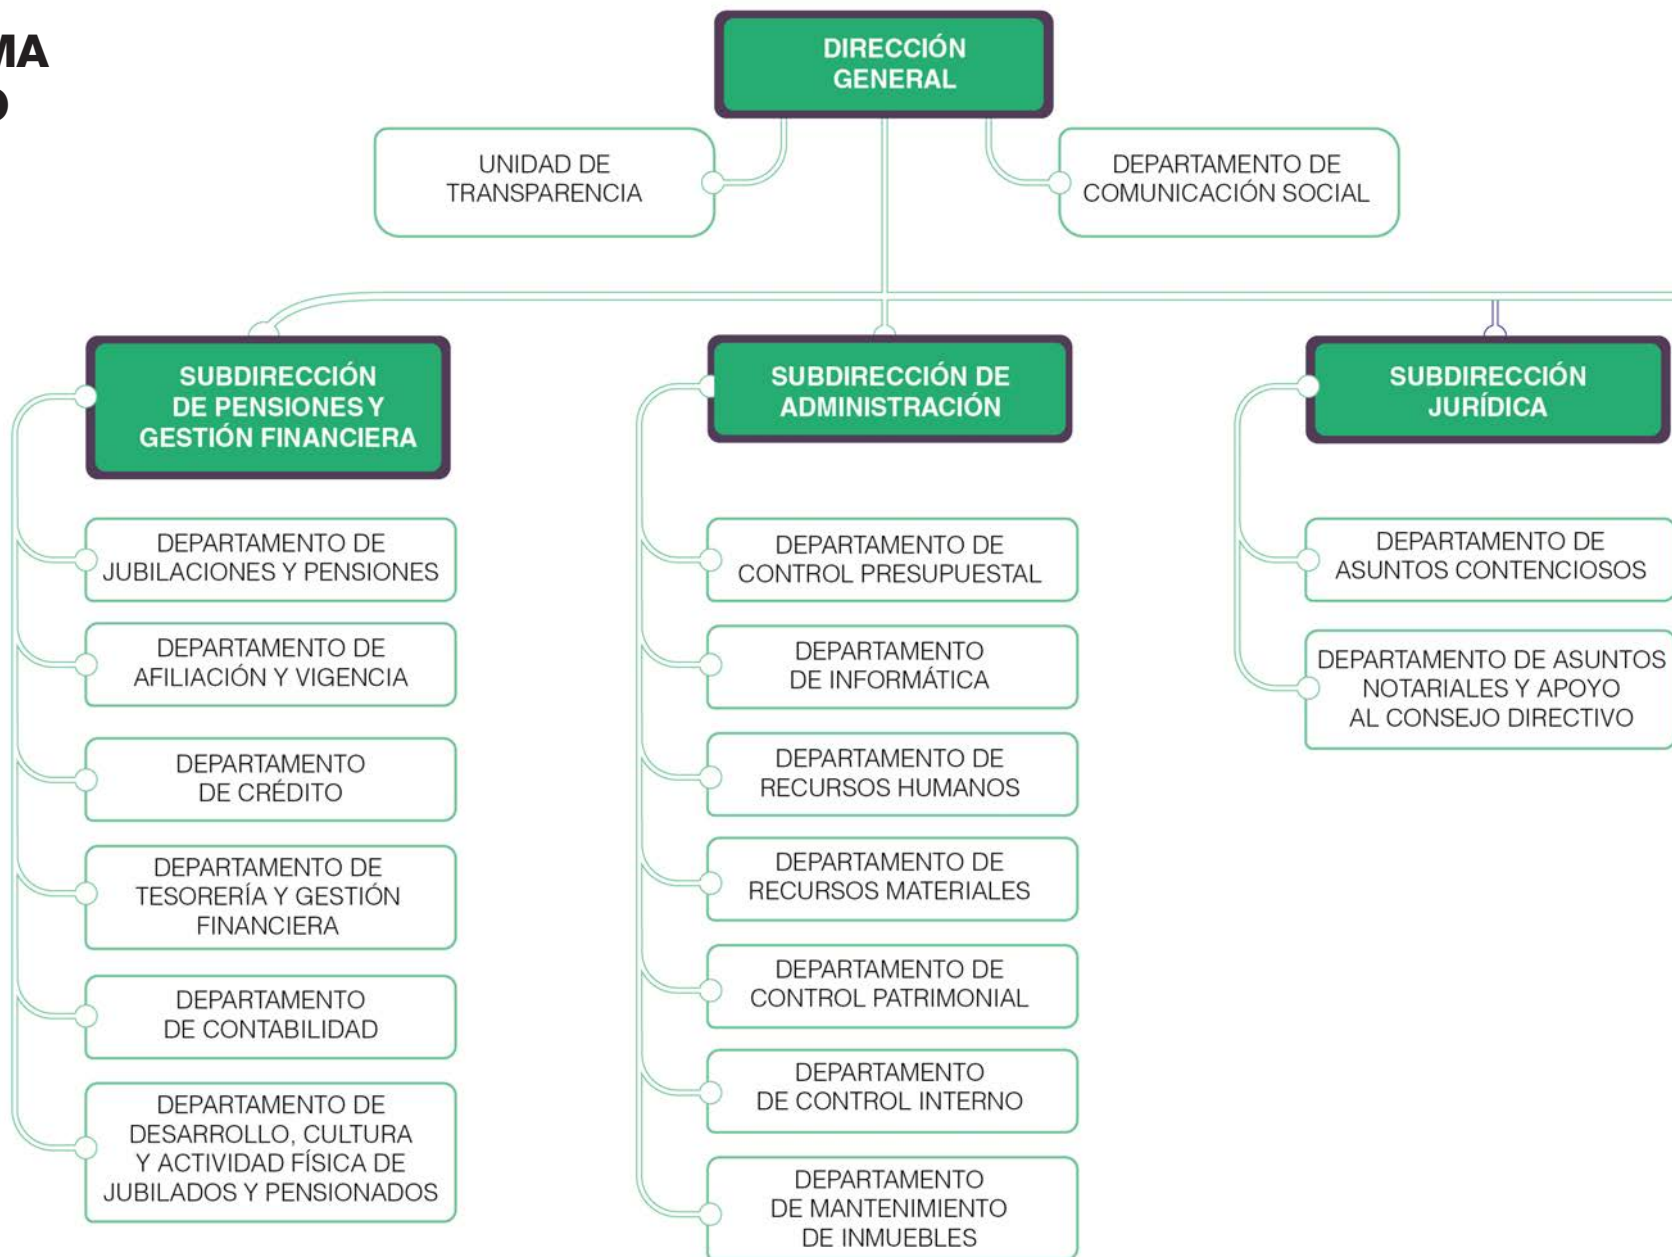 DIRECCIÓN
GENERAL
UNIDAD DE
TRANSPARENCIA
DEPARTAMENTO DE
COMUNICACIÓN SOCIAL
SUBDIRECCIÓN
DE PENSIONES Y
GESTIÓN FINANCIERA
DEPARTAMENTO DE
JUBILACIONES Y PENSIONES
DEPARTAMENTO DE
AFILIACIÓN Y VIGENCIA
DEPARTAMENTO
DE CRÉDITO
DEPARTAMENTO DE
TESORERÍA Y GESTIÓN
FINANCIERA
DEPARTAMENTO
DE CONTABILIDAD
DEPARTAMENTO DE
DESARROLLO, CULTURA
Y ACTIVIDAD FÍSICA DE
JUBILADOS Y PENSIONADOS
SUBDIRECCIÓN DE
ADMINISTRACIÓN
DEPARTAMENTO DE
CONTROL PRESUPUESTAL
DEPARTAMENTO
DE INFORMÁTICA
DEPARTAMENTO DE
RECURSOS HUMANOS
DEPARTAMENTO DE
RECURSOS MATERIALES
DEPARTAMENTO DE
CONTROL PATRIMONIAL
DEPARTAMENTO
DE CONTROL INTERNO
DEPARTAMENTO
DE MANTENIMIENTO
DE INMUEBLES
SUBDIRECCIÓN
JURÍDICA
DEPARTAMENTO DE
ASUNTOS CONTENCIOSOS
DEPARTAMENTO DE ASUNTOS
NOTARIALES Y APOYO
AL CONSEJO DIRECTIVO